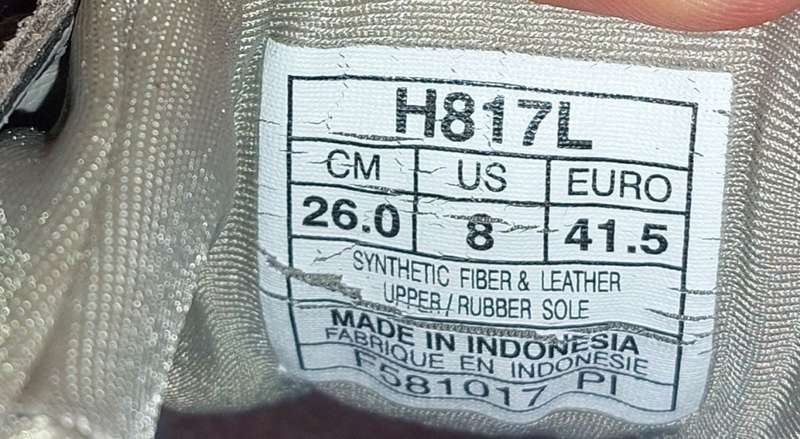 H817L
CM US EURO
26.0 8 41.5
SYNTHETIC FIBER & LEATHER
UPPER / RUBBER SOLE
MADE IN INDONESIA
FABRIQUE EN INDONESIE
F581017 PI